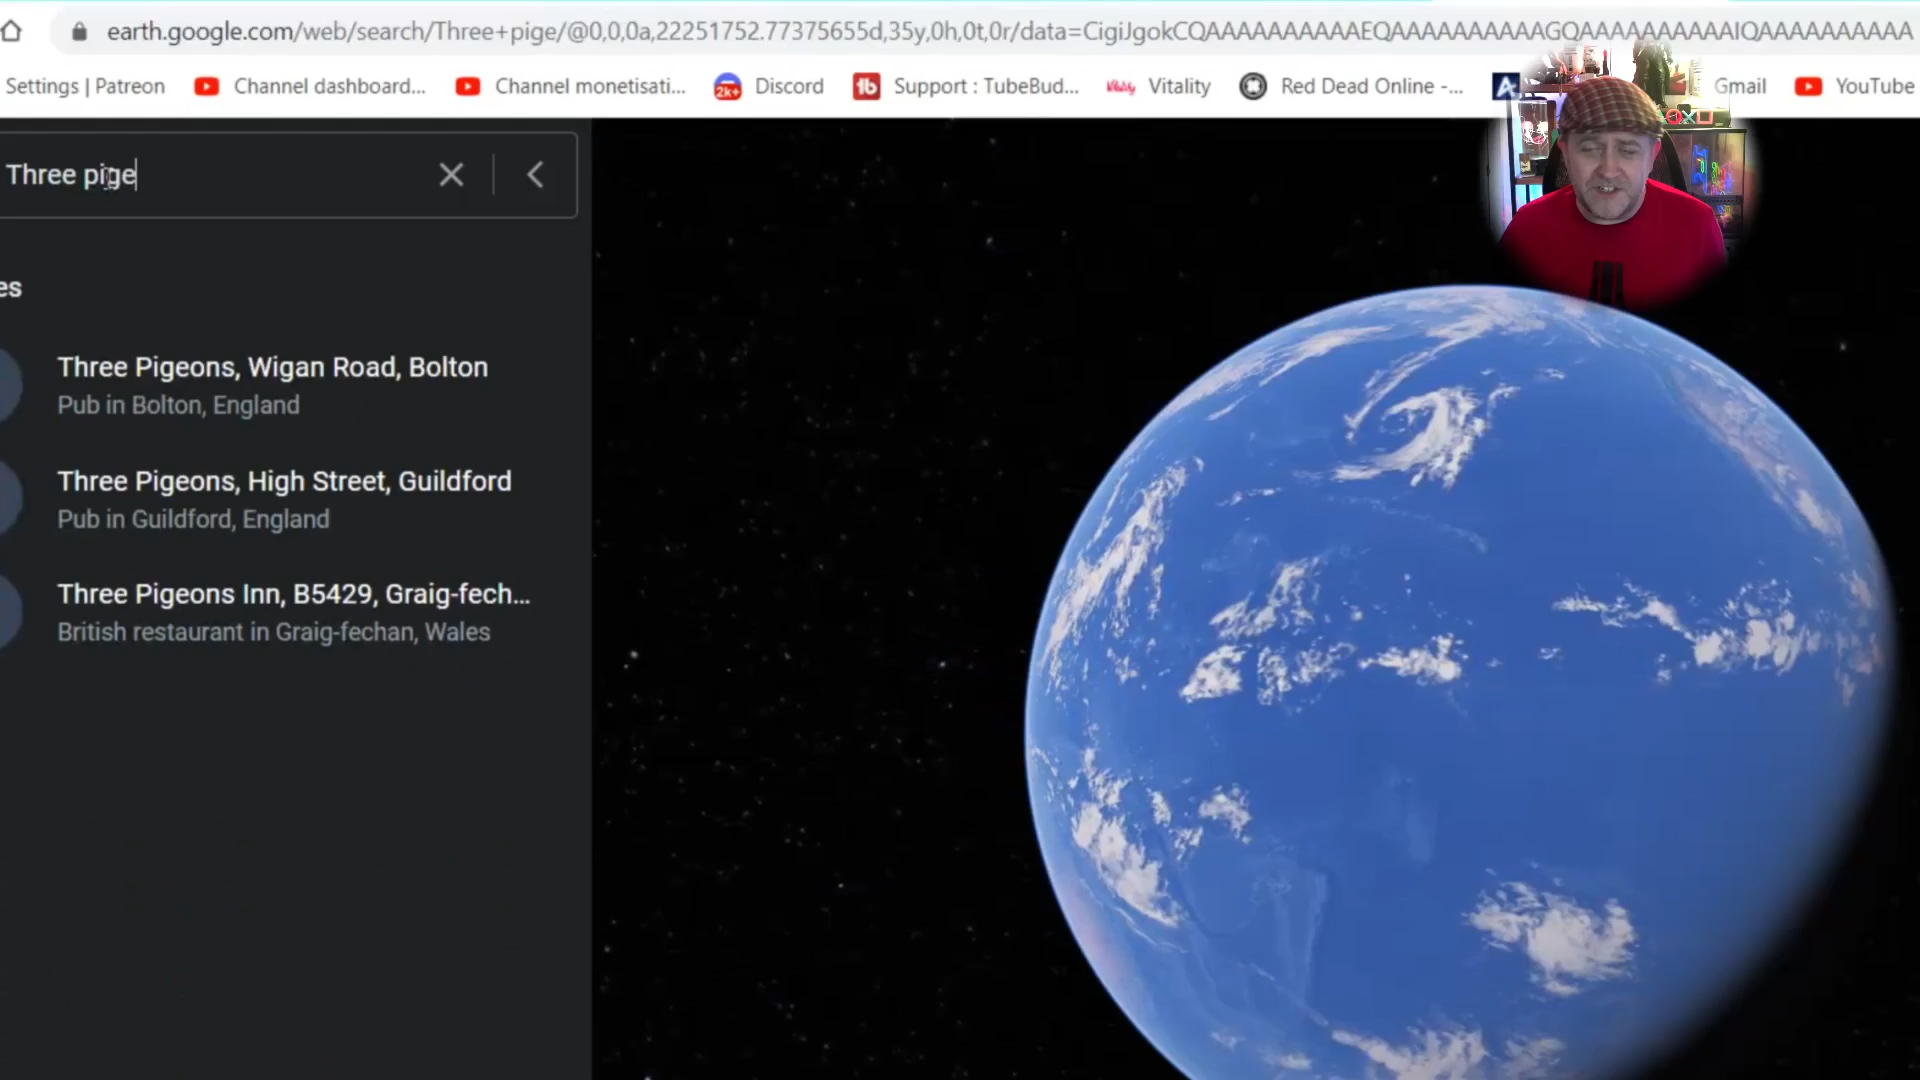 earth.google.com/web/search/Three+pige/@0,0,0a,22251752.77375655d,35y,0h,0t,0r/data=CigiJgokCQAAAAAAAAAAEQAAAAAAAAAAGQAAAAAAAAAAIQAAAAAAAAAA
Settings | Patreon Channel dashboard... Channel monetisati... 2k+ Discord 1b Support : TubeBud... Vitality Red Dead Online -... A Gmail YouTube
Three pige
es
Three Pigeons, Wigan Road, Bolton
Pub in Bolton, England
Three Pigeons, High Street, Guildford
Pub in Guildford, England
Three Pigeons Inn, B5429, Graig-fech...
British restaurant in Graig-fechan, Wales